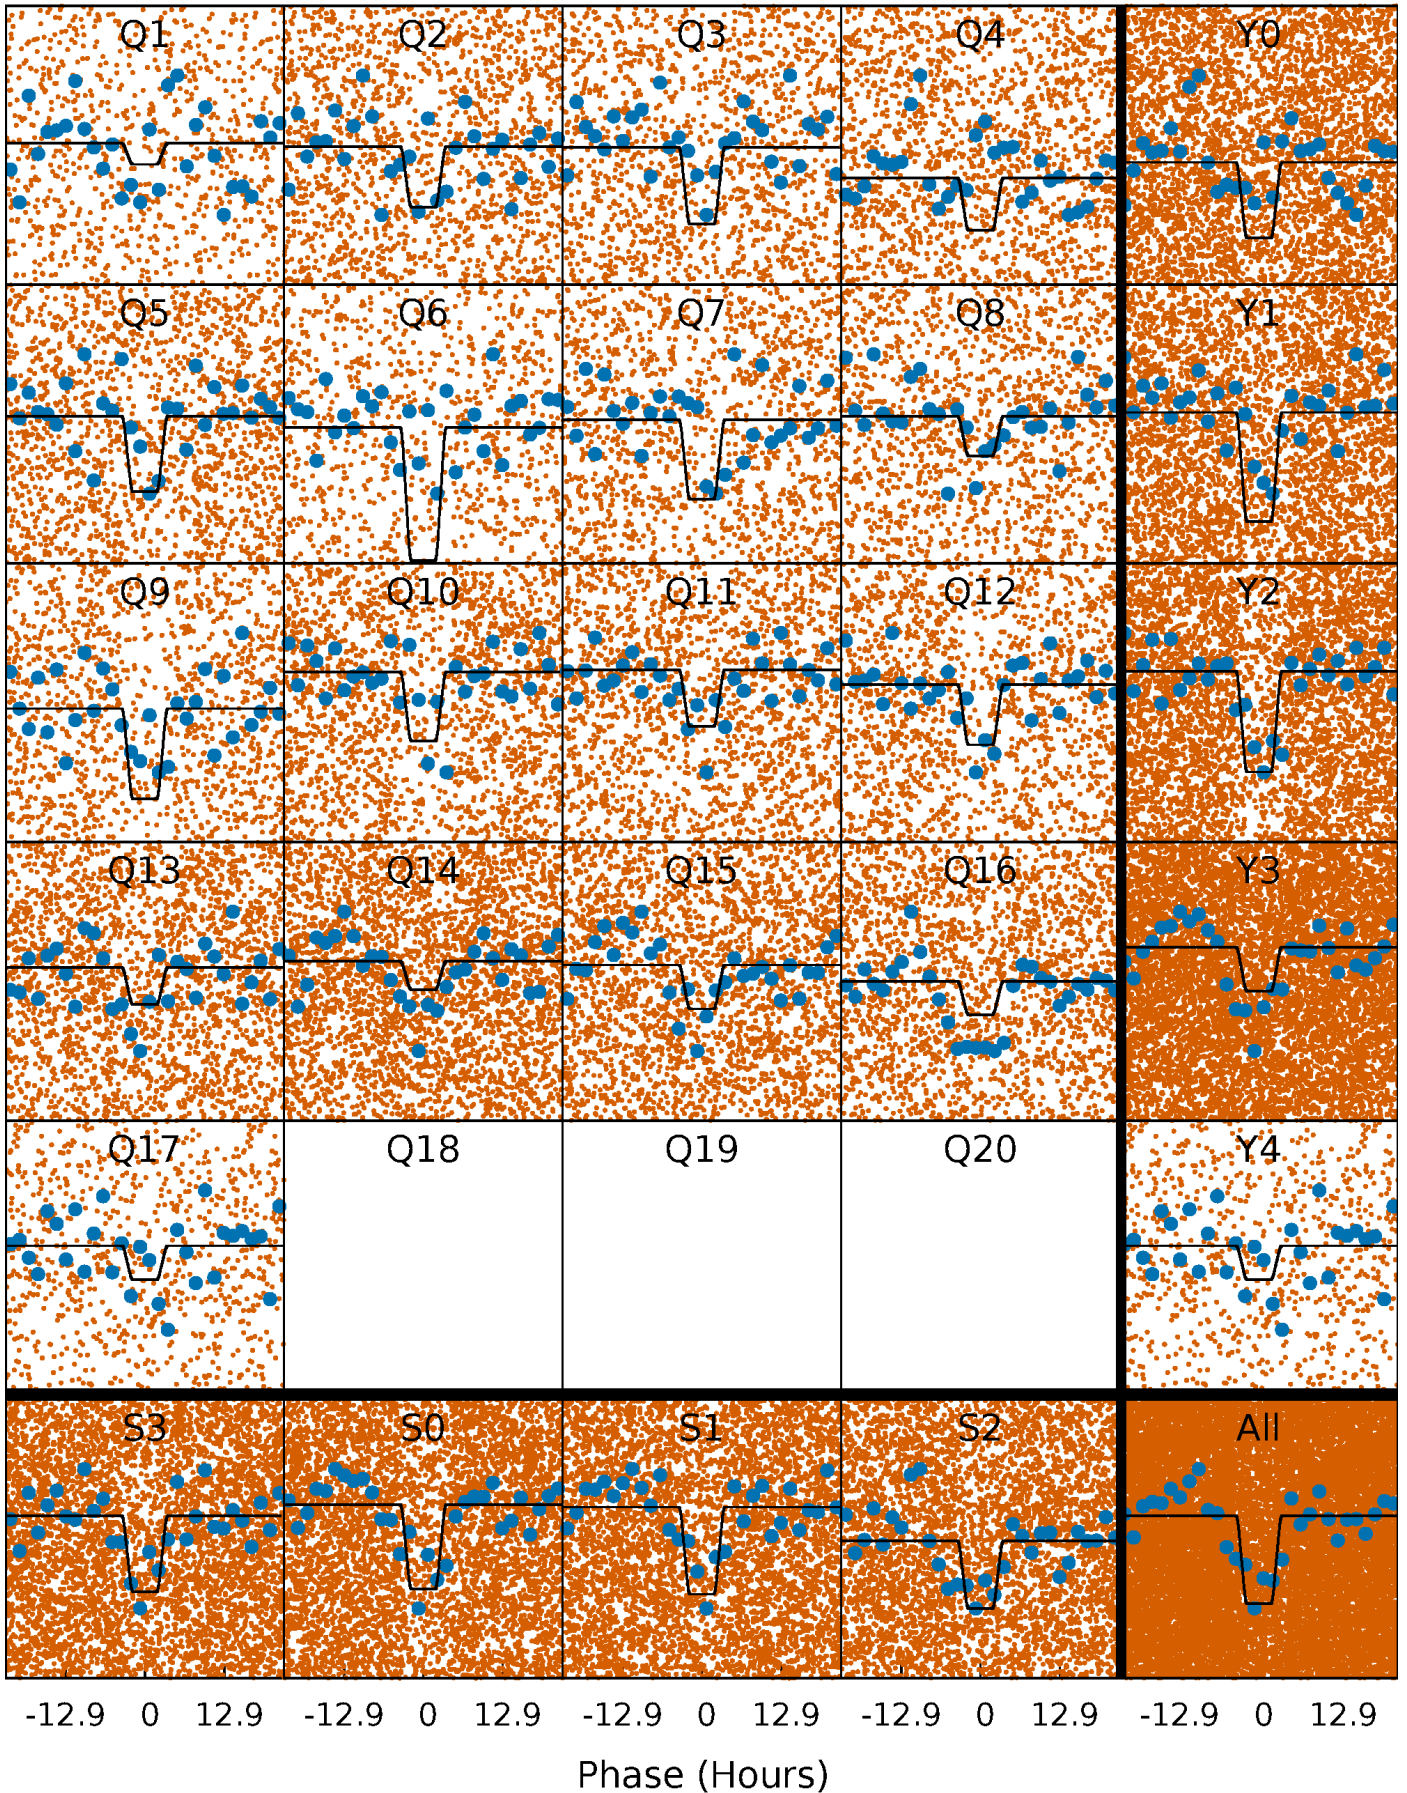 Q1 Q2 Q3 Q4 Y0
Q5 Q6 Q7 Q8 Y1
Q9 Q10 Q11 Q12 Y2
Q13 Q14 Q15 Q16 Y3
Q17 Q18 Q19 Q20 Y4
S3 S0 S1 S2 All
-12.9 0 12.9 -12.9 0 12.9 -12.9 0 12.9 -12.9 0 12.9 -12.9 0 12.9
Phase (Hours)